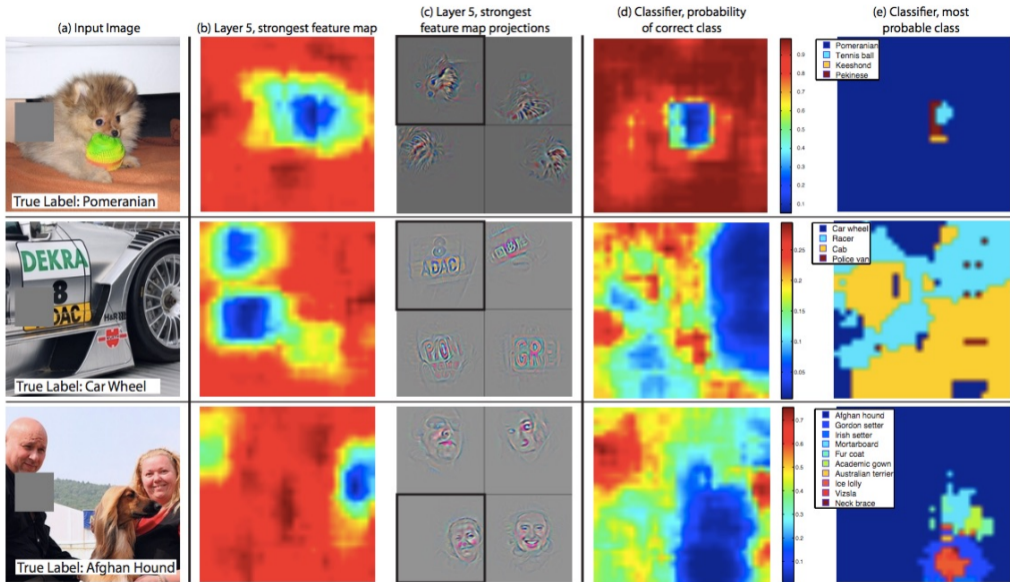 (a) Input Image
(b) Layer 5, strongest feature map
(c) Layer 5, strongest
feature map projections
(d) Classifier, probability
of correct class
(e) Classifier, most
probable class
True Label: Pomeranian
0.9
0.8
0.7
0.6
0.5
0.4
0.3
0.2
0.1
Pomeranian
Tennis ball
Keeshond
Pekinese
DEKRA
8
ADAC
True Label: Car Wheel
8
ADAC
GRE
0.25
0.2
0.15
0.1
0.05
Car wheel
Racer
Cab
Police van
True Label: Afghan Hound
0.7
0.6
0.5
0.4
0.3
0.2
0.1
0
Afghan hound
Gordon setter
Irish setter
Mortarboard
Fur coat
Academic gown
Australian terrier
Ice lolly
Vizsla
Neck brace